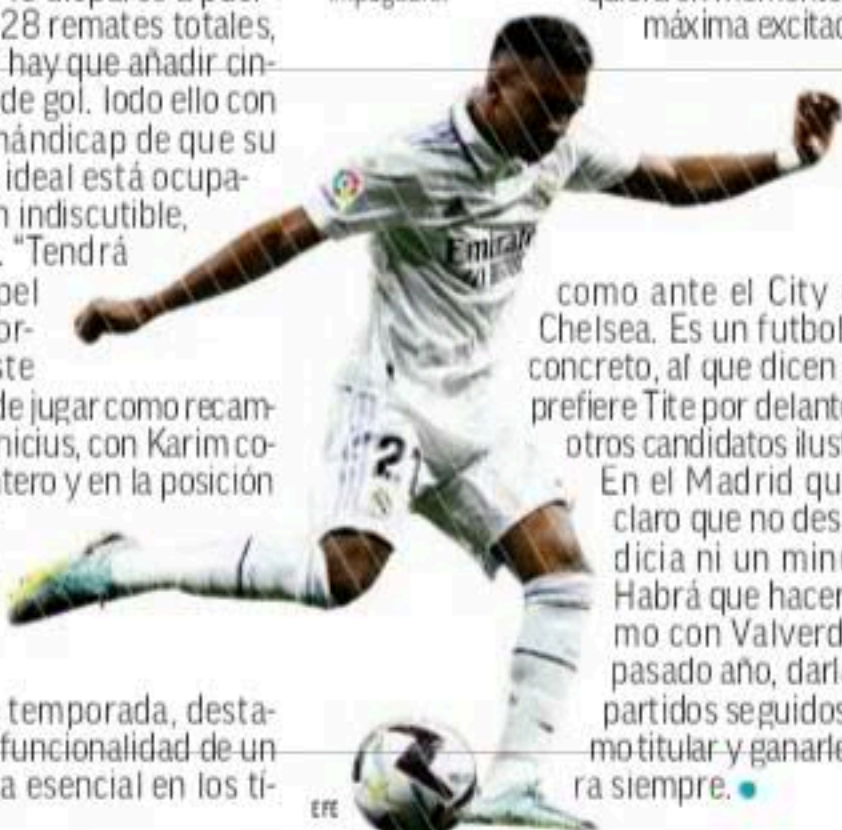 28 remates totales,
hay que añadir cin-
de gol. Iodo ello con
hándicap de que su
ideal está ocupa-
indiscutible,
. “Tendrá
de jugar como recam-
nicius, con Karim co-
y en la posición
temporada, desta-
funcionalidad de un
esencial en los tí-
EFE
Emirat
2
máxima excitac
como ante el City
Chelsea. Es un futbol
concreto, al que dicen
prefiere Tite por delant
otros candidatos ilus
En el Madrid qu
claro que no des
dicia ni un min
Habrá que hacer
mo con Valverd
pasado año, darl
partidos seguidos
mo titular y ganarle
ra siempre.